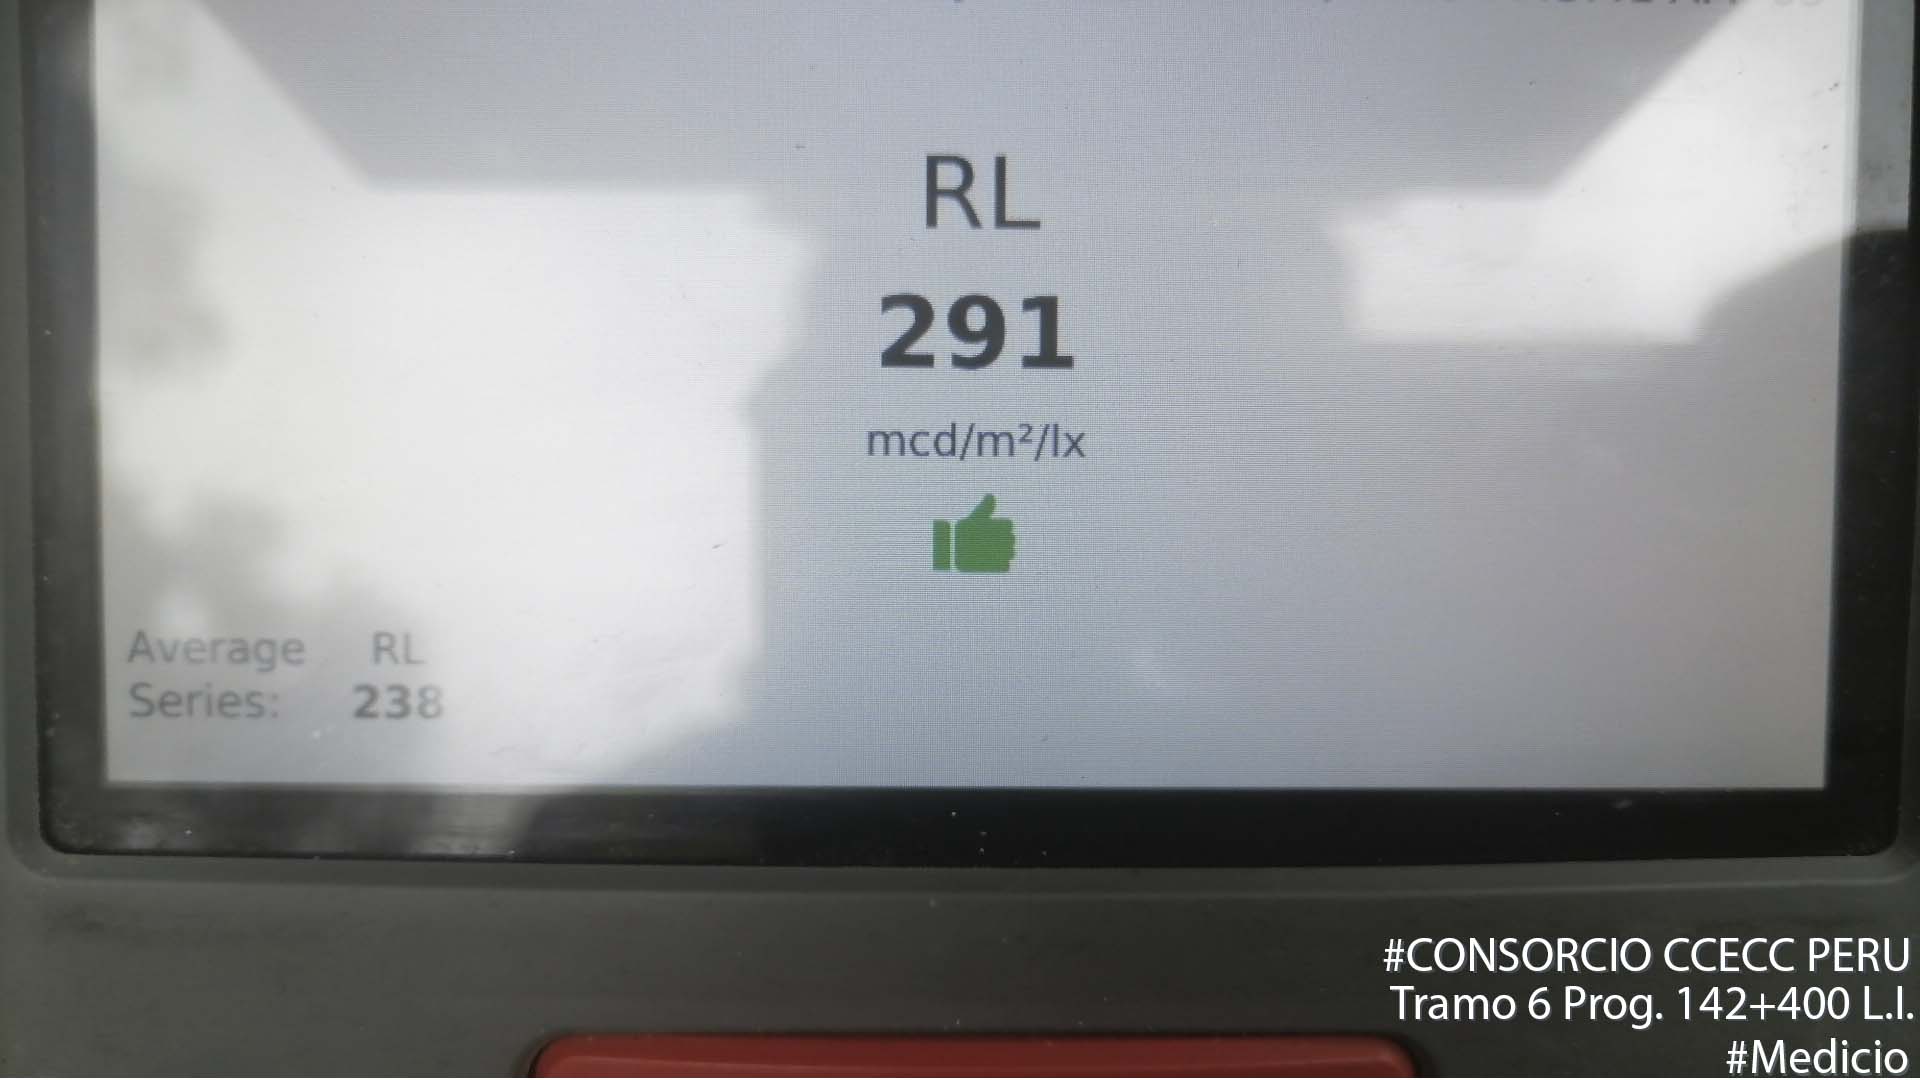 RL
291
mcd/m²/lx
Average RL
Series: 238
#CONSORCIO CCECC PERU
Tramo 6 Prog. 142+400 L.I.
#Medicio